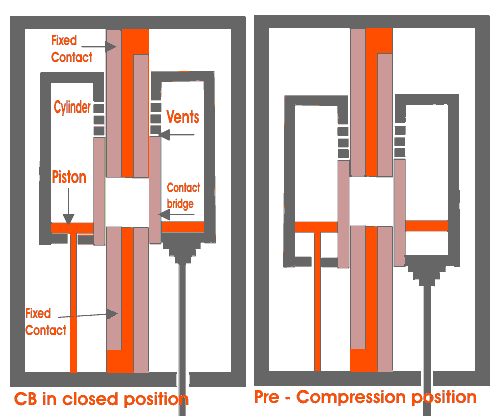 Fixed
Contact
Cylinder
Vents
Piston
Contact
bridge
Fixed
Contact
CB in closed position
Pre - Compression position